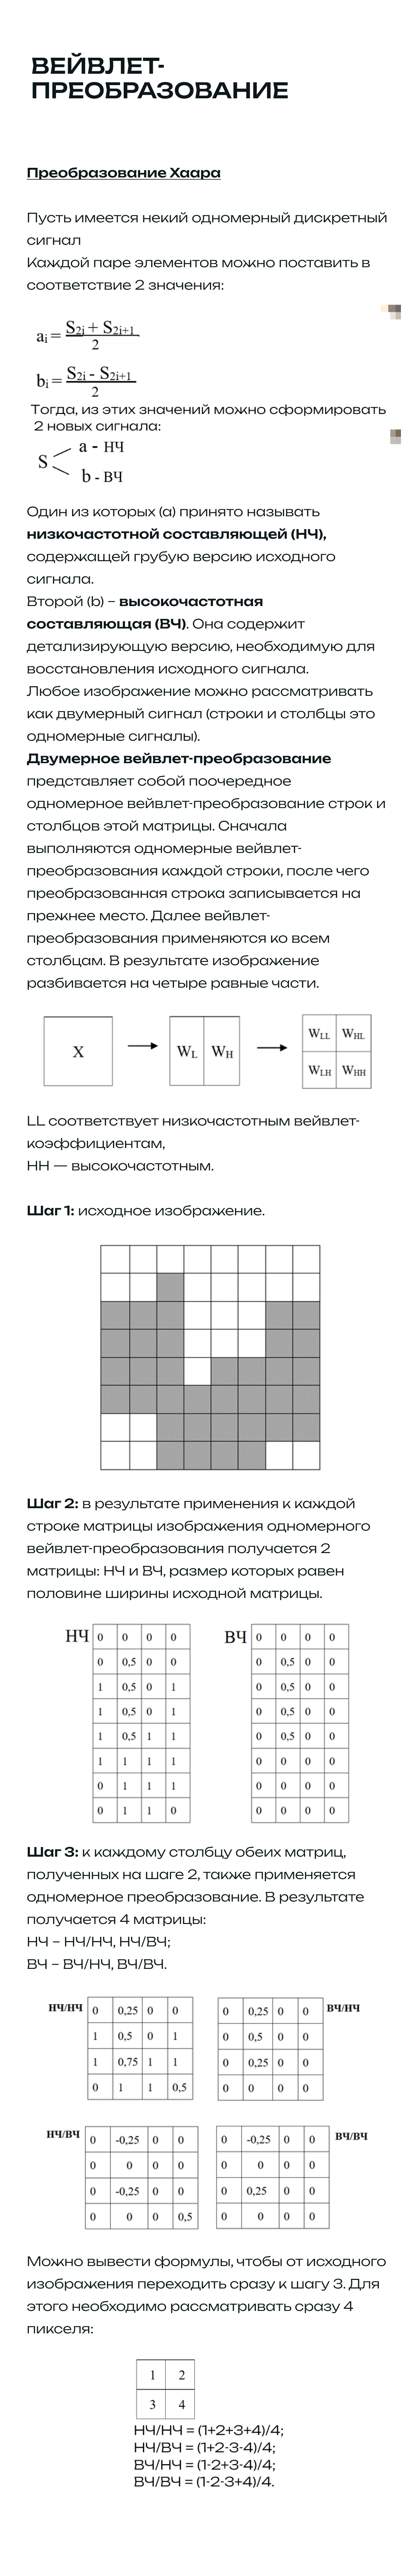 ВЕЙВЛЕТ-
ПРЕОБРАЗОВАНИЕ
Преобразование Хаара
Пусть имеется некий одномерный дискретный
сигнал
Каждой паре элементов можно поставить в
соответствие 2 значения:
aᵢ = (S₂ᵢ + S₂ᵢ₊₁) / 2
bᵢ = (S₂ᵢ - S₂ᵢ₊₁) / 2
Тогда, из этих значений можно сформировать
2 новых сигнала:
a - НЧ
S
b - ВЧ
Один из которых (a) принято называть
низкочастотной составляющей (НЧ),
содержащей грубую версию исходного
сигнала.
Второй (b) – высокочастотная
составляющая (ВЧ). Она содержит
детализирующую версию, необходимую для
восстановления исходного сигнала.
Любое изображение можно рассматривать
как двумерный сигнал (строки и столбцы это
одномерные сигналы).
Двумерное вейвлет-преобразование
представляет собой поочередное
одномерное вейвлет-преобразование строк и
столбцов этой матрицы. Сначала
выполняются одномерные вейвлет-
преобразования каждой строки, после чего
преобразованная строка записывается на
прежнее место. Далее вейвлет-
преобразования применяются ко всем
столбцам. В результате изображение
разбивается на четыре равные части.
X
W_L W_H
W_LL W_HL
W_LH W_HH
LL соответствует низкочастотным вейвлет-
коэффициентам,
HH — высокочастотным.
Шаг 1: исходное изображение.
Шаг 2: в результате применения к каждой
строке матрицы изображения одномерного
вейвлет-преобразования получается 2
матрицы: НЧ и ВЧ, размер которых равен
половине ширины исходной матрицы.
НЧ
0 0 0 0
0 0,5 0 0
1 0,5 0 1
1 0,5 0 1
1 0,5 1 1
1 1 1 1
0 1 1 1
0 1 1 0
ВЧ
0 0 0 0
0 0,5 0 0
0 0,5 0 0
0 0,5 0 0
0 0,5 0 0
0 0 0 0
0 0 0 0
0 0 0 0
Шаг 3: к каждому столбцу обеих матриц,
полученных на шаге 2, также применяется
одномерное преобразование. В результате
получается 4 матрицы:
НЧ – НЧ/НЧ, НЧ/ВЧ;
ВЧ – ВЧ/НЧ, ВЧ/ВЧ.
НЧ/НЧ
0 0,25 0 0
1 0,5 0 1
1 0,75 1 1
0 1 1 0,5
ВЧ/НЧ
0 0,25 0 0
0 0,5 0 0
0 0,25 0 0
0 0 0 0
НЧ/ВЧ
0 -0,25 0 0
0 0 0 0
0 -0,25 0 0
0 0 0 0,5
ВЧ/ВЧ
0 -0,25 0 0
0 0 0 0
0 0,25 0 0
0 0 0 0
Можно вывести формулы, чтобы от исходного
изображения переходить сразу к шагу 3. Для
этого необходимо рассматривать сразу 4
пикселя:
1 2
3 4
НЧ/НЧ = (1+2+3+4)/4;
НЧ/ВЧ = (1+2-3-4)/4;
ВЧ/НЧ = (1-2+3-4)/4;
ВЧ/ВЧ = (1-2-3+4)/4.